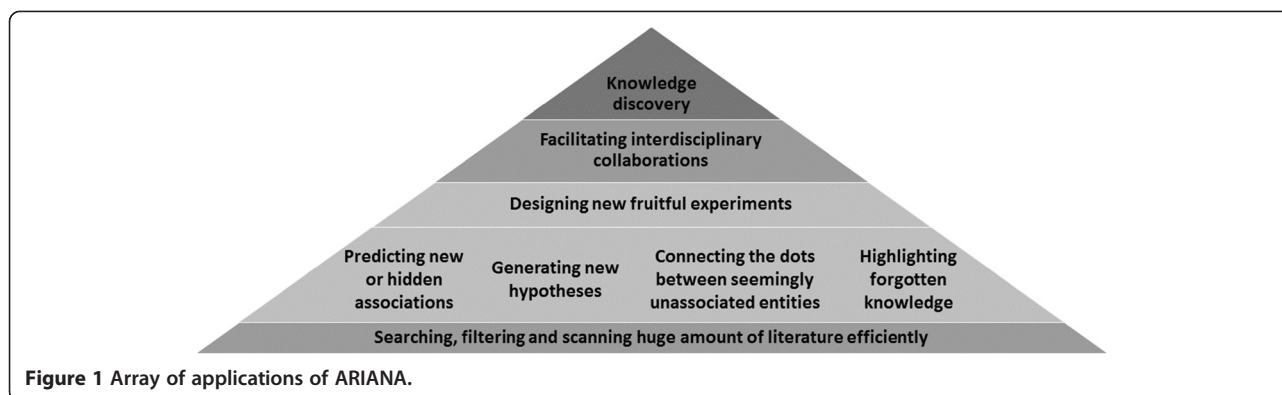 Knowledge
discovery
Facilitating interdisciplinary
collaborations
Designing new fruitful experiments
Predicting new
or hidden
associations
Generating new
hypotheses
Connecting the dots
between seemingly
unassociated entities
Highlighting
forgotten
knowledge
Searching, filtering and scanning huge amount of literature efficiently
Figure 1 Array of applications of ARIANA.